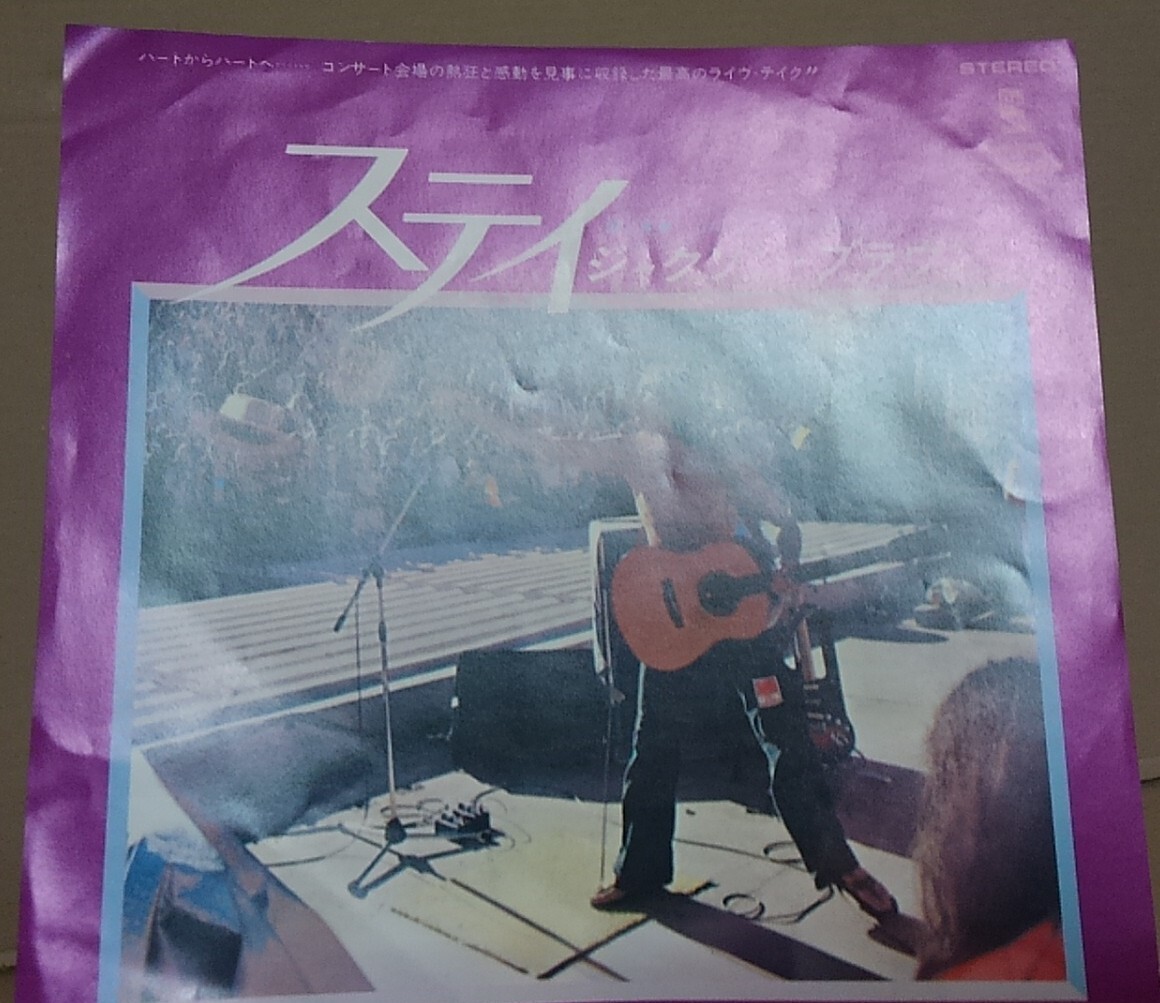 ハートからハートへ…… コンサート会場の熱狂と感動を見事に収録した最高のライヴ・テイク!!
STEREO
ステイ